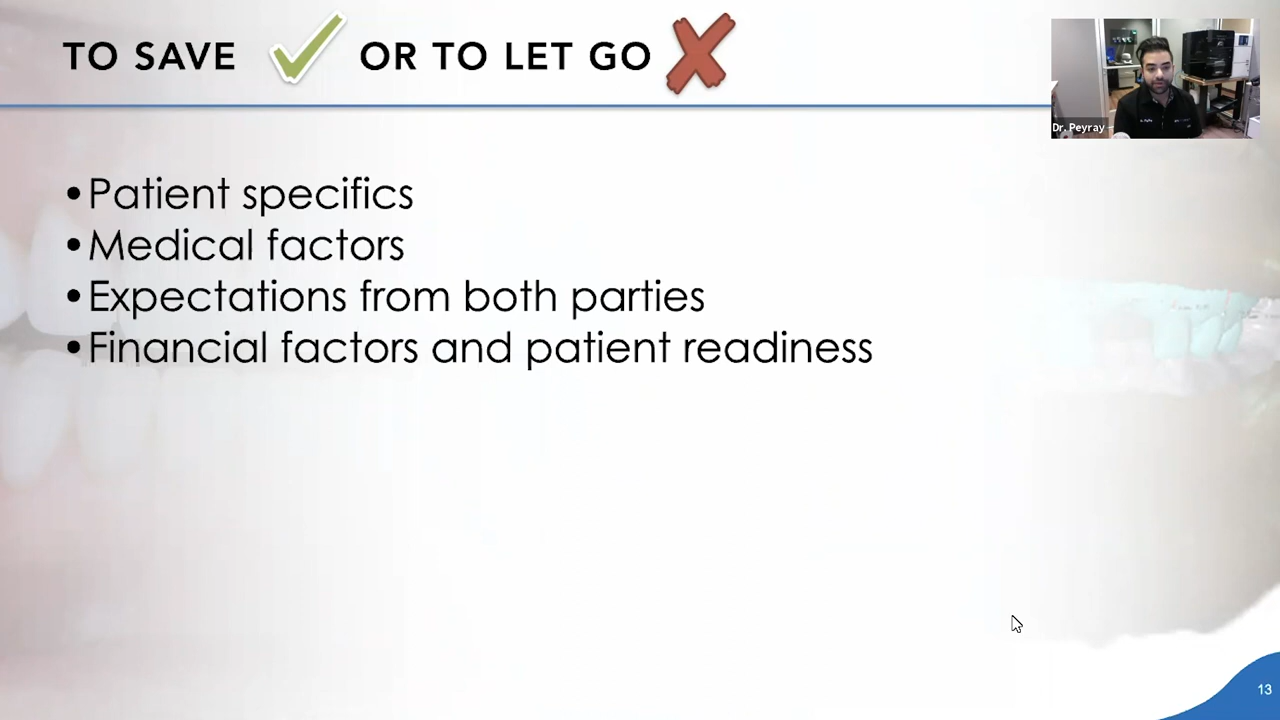 TO SAVE OR TO LET GO
Dr. Peyray
•Patient specifics
•Medical factors
•Expectations from both parties
•Financial factors and patient readiness
13